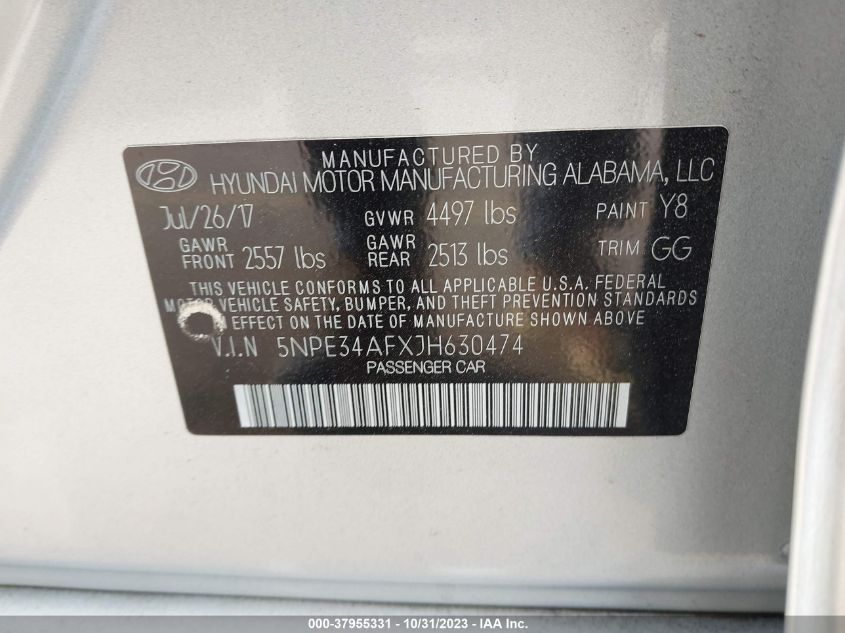 MANUFACTURED BY
HYUNDAI MOTOR MANUFACTURING ALABAMA, LLC
Jul/26/17 GVWR 4497 lbs PAINT Y8
GAWR FRONT 2557 lbs GAWR REAR 2513 lbs TRIM GG
THIS VEHICLE CONFORMS TO ALL APPLICABLE U.S.A. FEDERAL
MOTOR VEHICLE SAFETY, BUMPER, AND THEFT PREVENTION STANDARDS
IN EFFECT ON THE DATE OF MANUFACTURE SHOWN ABOVE
V.I.N 5NPE34AFXJH630474
PASSENGER CAR
000-37955331 - 10/31/2023 - IAA Inc.